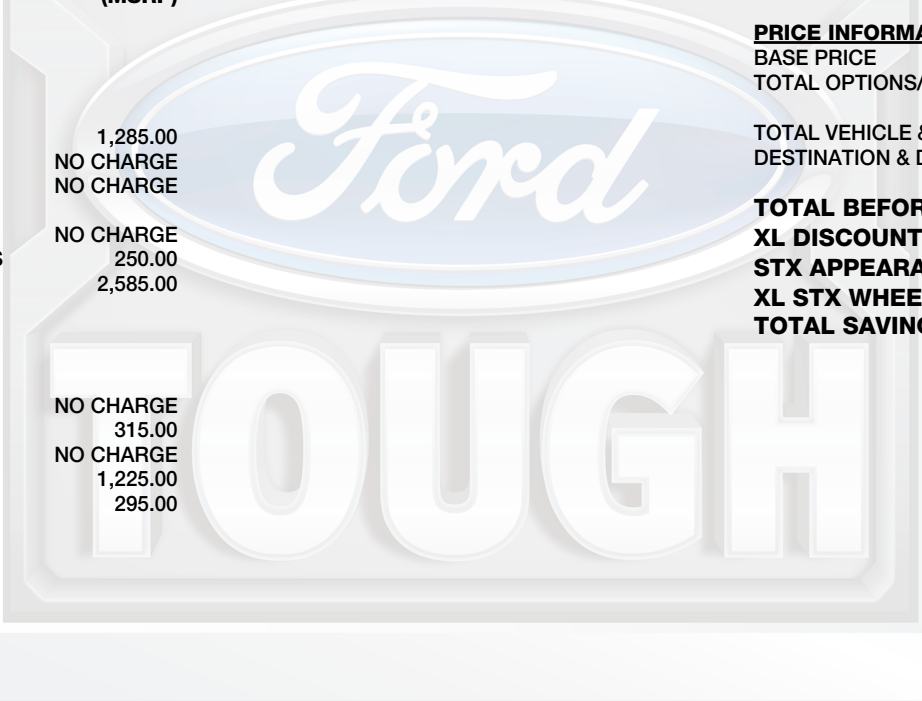 (MSRP)
1,285.00
NO CHARGE
NO CHARGE
NO CHARGE
S 250.00
2,585.00
NO CHARGE
315.00
NO CHARGE
1,225.00
295.00
PRICE INFORMA
BASE PRICE
TOTAL OPTIONS/
TOTAL VEHICLE &
DESTINATION & D
TOTAL BEFOR
XL DISCOUNT
STX APPEARA
XL STX WHEE
TOTAL SAVING
Ford
TOUGH